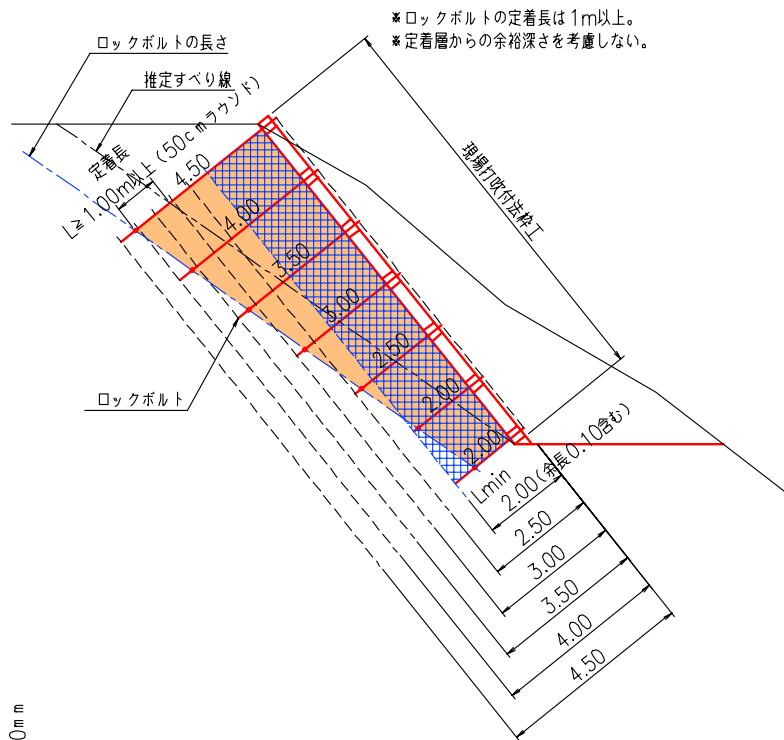 ※ロックボルトの定着長は1m以上。
※定着層からの余裕深さを考慮しない。
ロックボルトの長さ
推定すべり線
定着長
L≧1.00m以上(50cmラウンド)
現場打吹付法枠工
4.50
4.00
3.50
3.00
2.50
2.00
2.00
ロックボルト
Lmin
2.00(余長0.10含む)
2.50
3.00
3.50
4.00
4.50
0mm